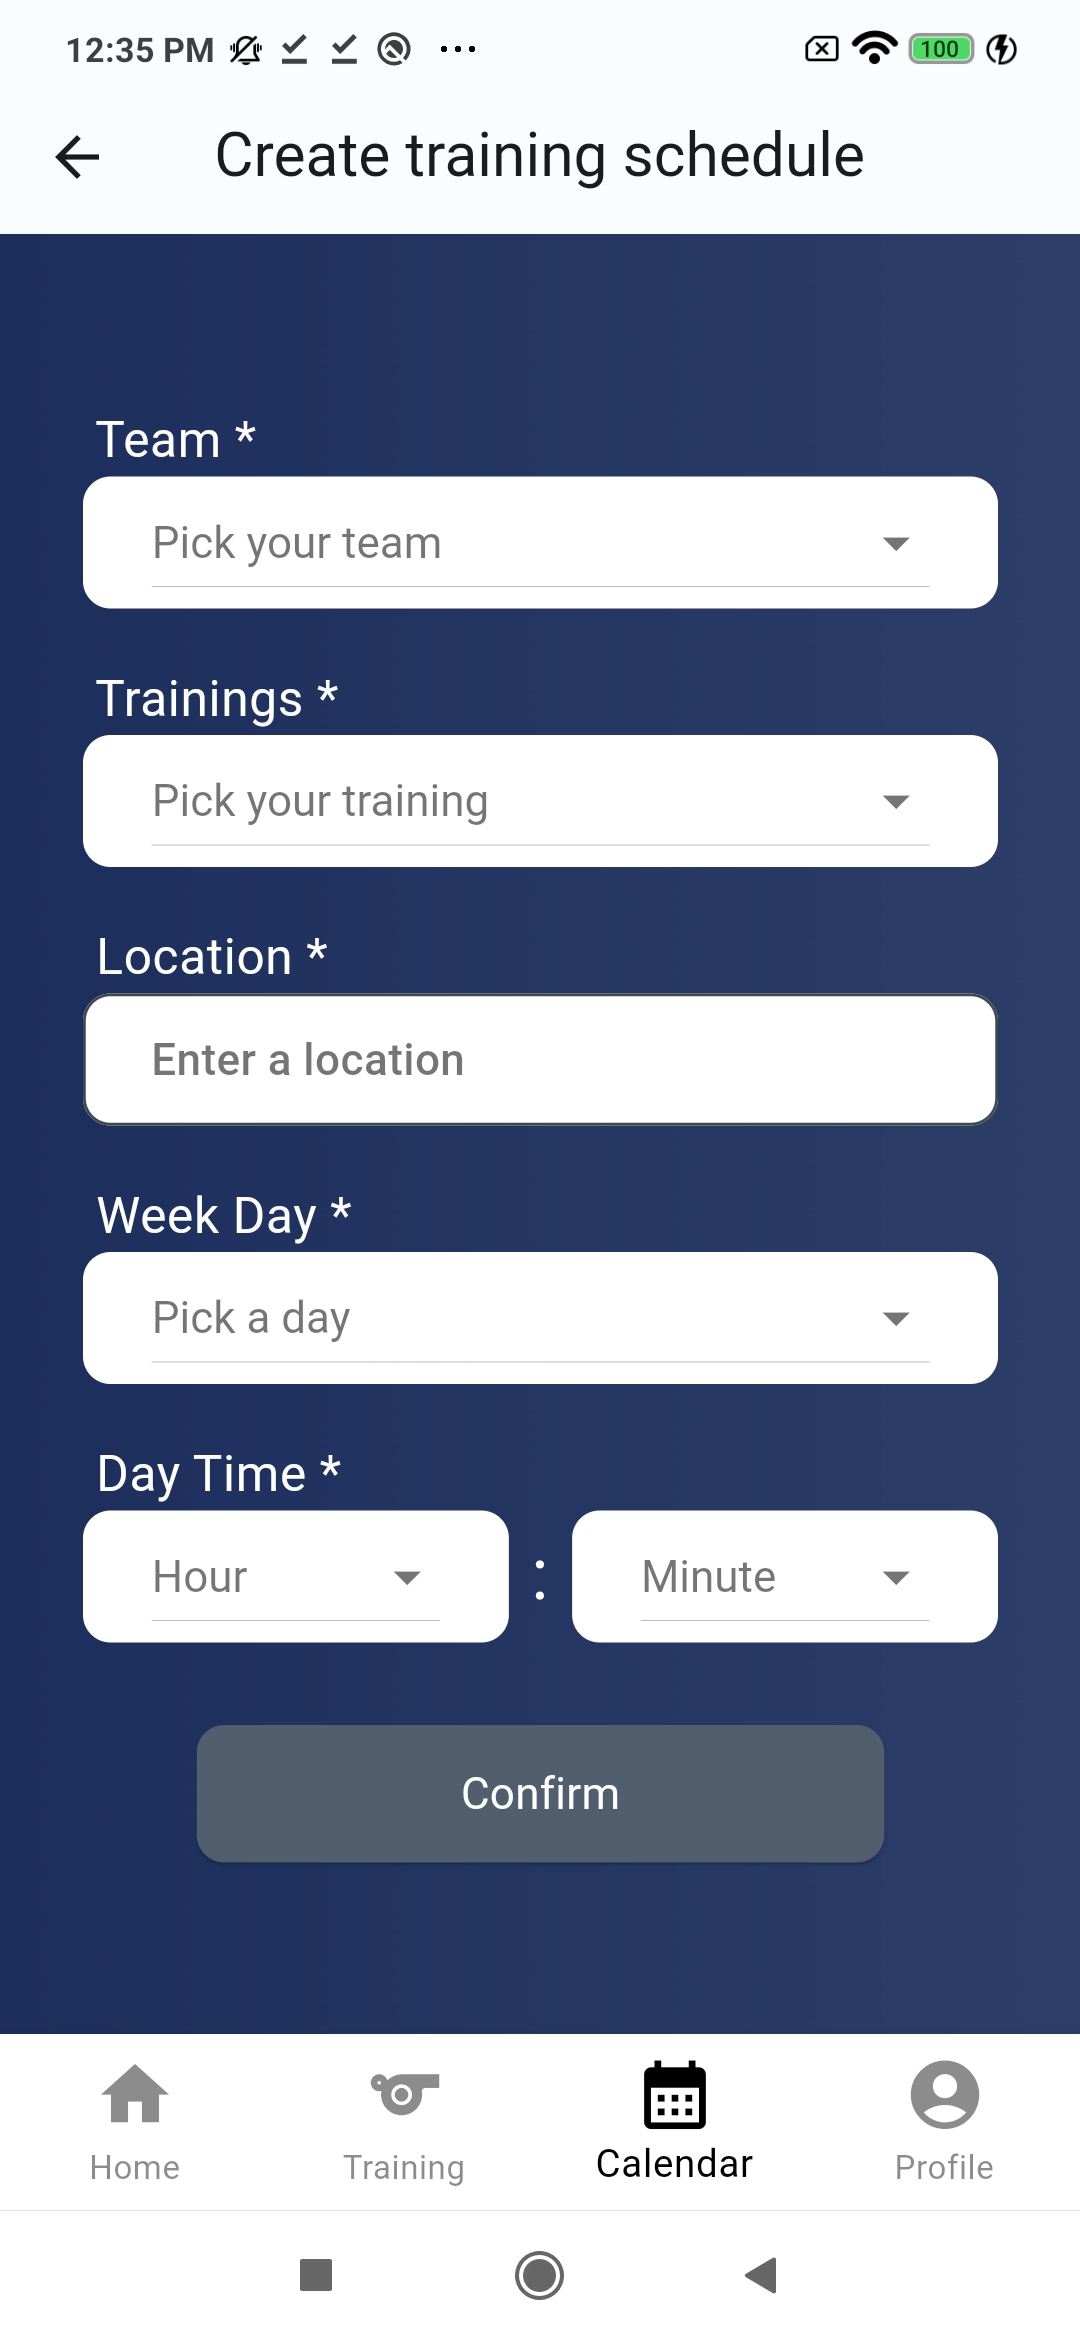 12:35 PM
100
Create training schedule
Team *
Pick your team
Trainings *
Pick your training
Location *
Enter a location
Week Day *
Pick a day
Day Time *
Hour : Minute
Confirm
Home Training Calendar Profile